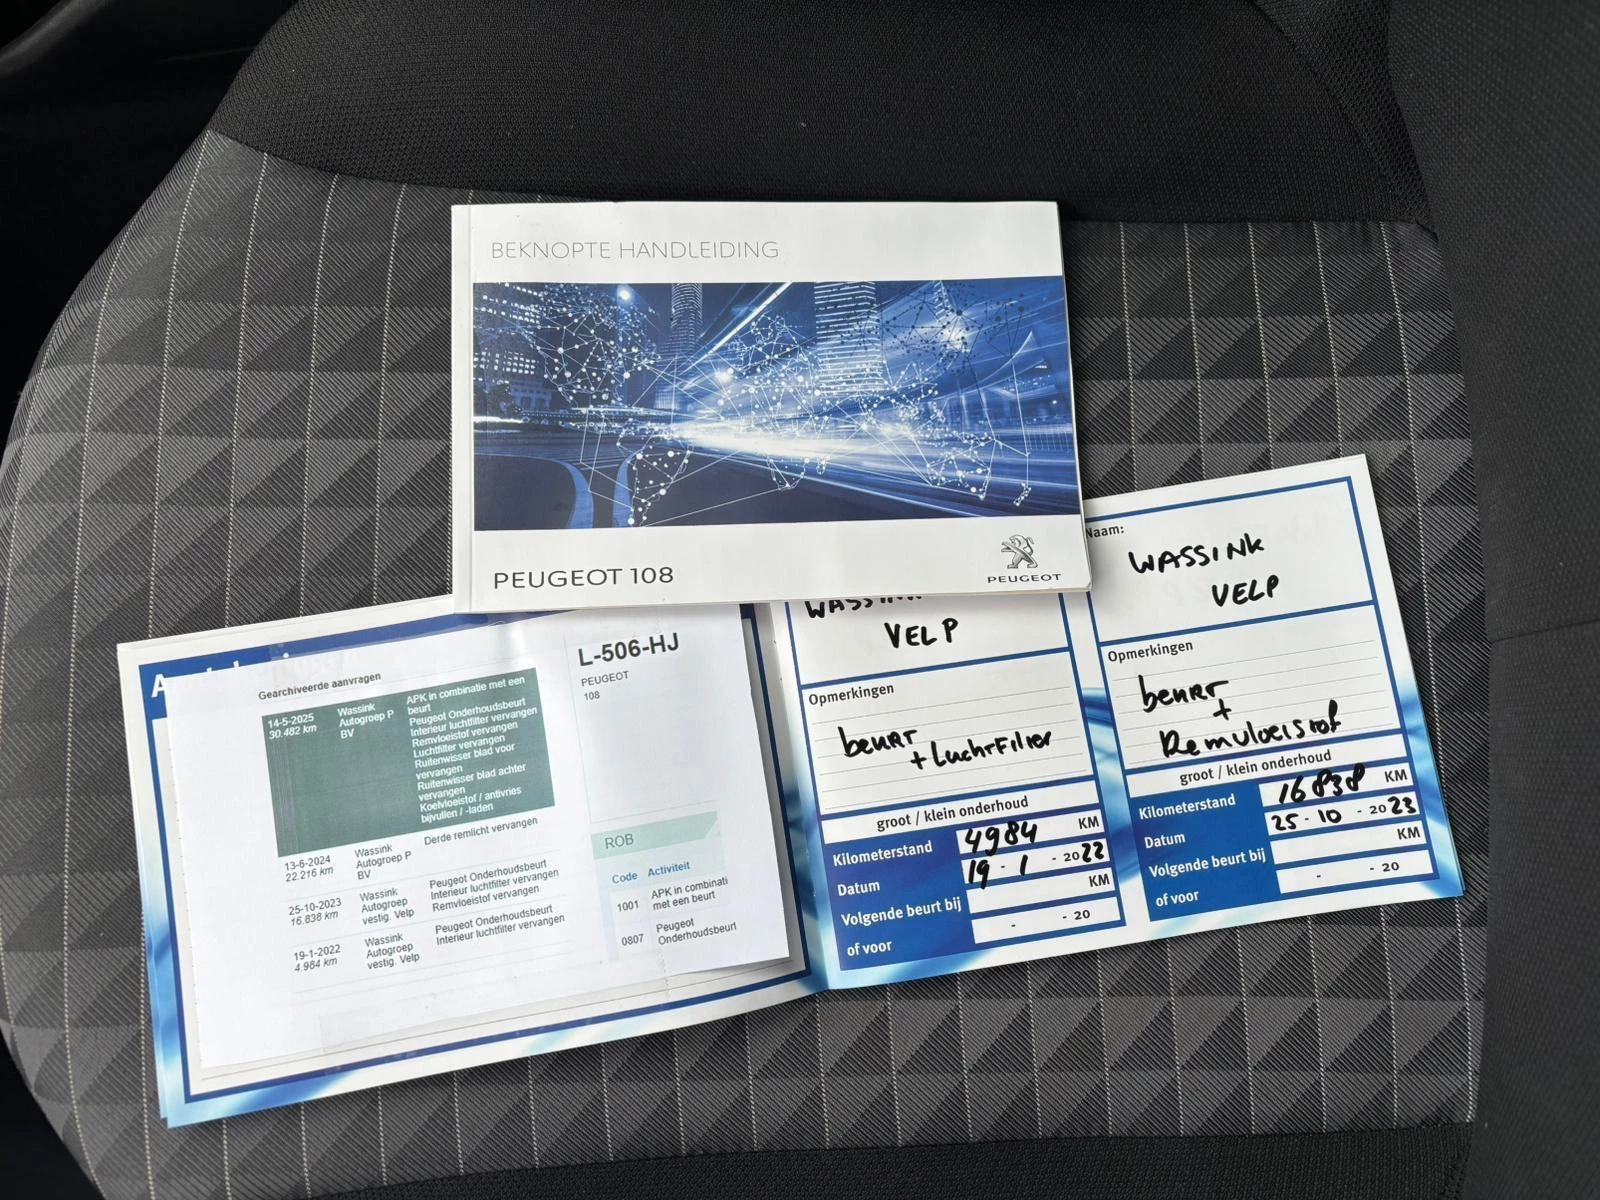 BEKNOPTE HANDLEIDING
PEUGEOT 108
PEUGEOT
Gearchiveerde aanvragen
14-5-2025
30.482 km
Wassink
Autogroep P
BV
APK in combinatie met een
beurt
Peugeot Onderhoudsbeurt
Interieur luchtfilter vervangen
Remvloeistof vervangen
Luchtfilter vervangen
Ruitenwisser blad voor
vervangen
Ruitenwisser blad achter
vervangen
Koelvloeistof / antivries
bijvullen / -laden
13-6-2024
22.216 km
Wassink
Autogroep P
BV
Derde remlicht vervangen
25-10-2023
16.838 km
Wassink
Autogroep
vestig. Velp
Peugeot Onderhoudsbeurt
Interieur luchtfilter vervangen
Remvloeistof vervangen
19-1-2022
4.984 km
Wassink
Autogroep
vestig. Velp
Peugeot Onderhoudsbeurt
Interieur luchtfilter vervangen
L-506-HJ
PEUGEOT
108
ROB
Code Activiteit
1001 APK in combinati
met een beurt
0807 Peugeot
Onderhoudsbeurt
WASSINK
VELP
Opmerkingen
beurt
+ Luchtfilter
groot / klein onderhoud
Kilometerstand 4984 KM
Datum 19 - 1 - 2022
Volgende beurt bij KM
of voor - - 20
Naam:
WASSINK
VELP
Opmerkingen
beurt
+
Remvloeistof
groot / klein onderhoud
Kilometerstand 16838 KM
Datum 25 - 10 - 2023
Volgende beurt bij KM
of voor - - 20